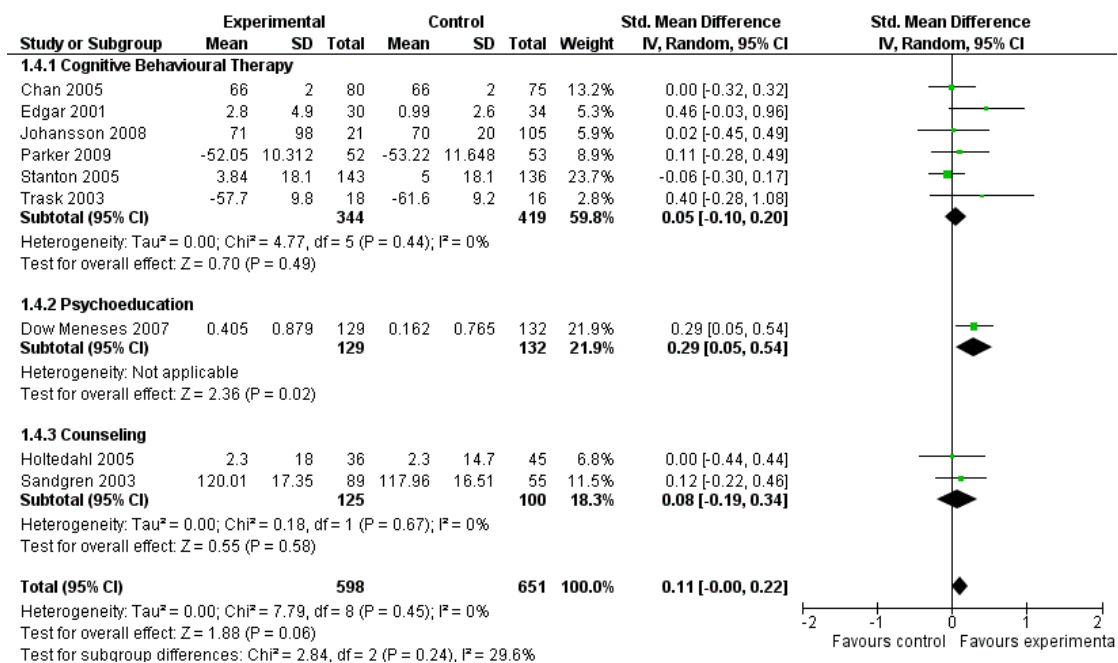 Experimental Control Std. Mean Difference Std. Mean Difference
Study or Subgroup Mean SD Total Mean SD Total Weight IV, Random, 95% CI IV, Random, 95% CI
1.4.1 Cognitive Behavioural Therapy
Chan 2005 66 2 80 66 2 75 13.2% 0.00 [-0.32, 0.32]
Edgar 2001 2.8 4.9 30 0.99 2.6 34 5.3% 0.46 [-0.03, 0.96]
Johansson 2008 71 98 21 70 20 105 5.9% 0.02 [-0.45, 0.49]
Parker 2009 -52.05 10.312 52 -53.22 11.648 53 8.9% 0.11 [-0.28, 0.49]
Stanton 2005 3.84 18.1 143 5 18.1 136 23.7% -0.06 [-0.30, 0.17]
Trask 2003 -57.7 9.8 18 -61.6 9.2 16 2.8% 0.40 [-0.28, 1.08]
Subtotal (95% CI) 344 419 59.8% 0.05 [-0.10, 0.20]
Heterogeneity: Tau² = 0.00; Chi² = 4.77, df = 5 (P = 0.44); I² = 0%
Test for overall effect: Z = 0.70 (P = 0.49)
1.4.2 Psychoeducation
Dow Meneses 2007 0.405 0.879 129 0.162 0.765 132 21.9% 0.29 [0.05, 0.54]
Subtotal (95% CI) 129 132 21.9% 0.29 [0.05, 0.54]
Heterogeneity: Not applicable
Test for overall effect: Z = 2.36 (P = 0.02)
1.4.3 Counseling
Holtedahl 2005 2.3 18 36 2.3 14.7 45 6.8% 0.00 [-0.44, 0.44]
Sandgren 2003 120.01 17.35 89 117.96 16.51 55 11.5% 0.12 [-0.22, 0.46]
Subtotal (95% CI) 125 100 18.3% 0.08 [-0.19, 0.34]
Heterogeneity: Tau² = 0.00; Chi² = 0.18, df = 1 (P = 0.67); I² = 0%
Test for overall effect: Z = 0.55 (P = 0.58)
Total (95% CI) 598 651 100.0% 0.11 [-0.00, 0.22]
Heterogeneity: Tau² = 0.00; Chi² = 7.79, df = 8 (P = 0.45); I² = 0%
Test for overall effect: Z = 1.88 (P = 0.06)
Test for subgroup differences: Chi² = 2.84, df = 2 (P = 0.24), I² = 29.6%
-2 -1 0 1 2
Favours control Favours experimenta